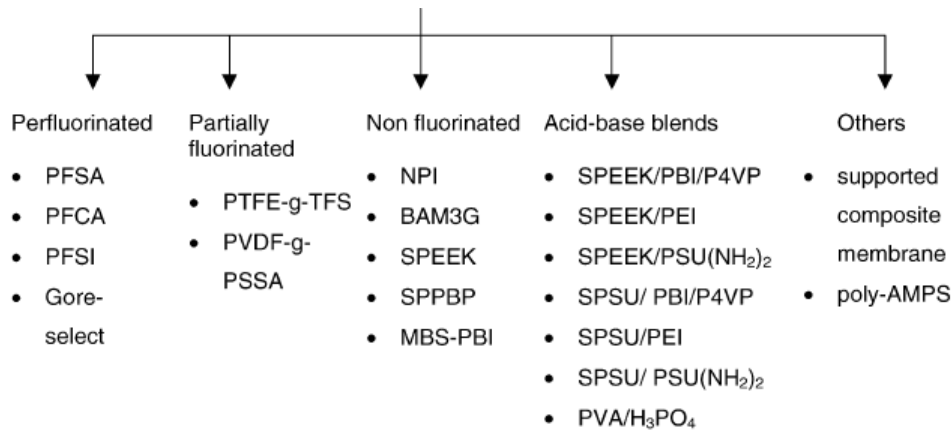 Perfluorinated
• PFSA
• PFCA
• PFSI
• Gore-
select
Partially
fluorinated
• PTFE-g-TFS
• PVDF-g-
PSSA
Non fluorinated
• NPI
• BAM3G
• SPEEK
• SPPBP
• MBS-PBI
Acid-base blends
• SPEEK/PBI/P4VP
• SPEEK/PEI
• SPEEK/PSU(NH₂)₂
• SPSU/ PBI/P4VP
• SPSU/PEI
• SPSU/ PSU(NH₂)₂
• PVA/H₃PO₄
Others
• supported
composite
membrane
• poly-AMPS